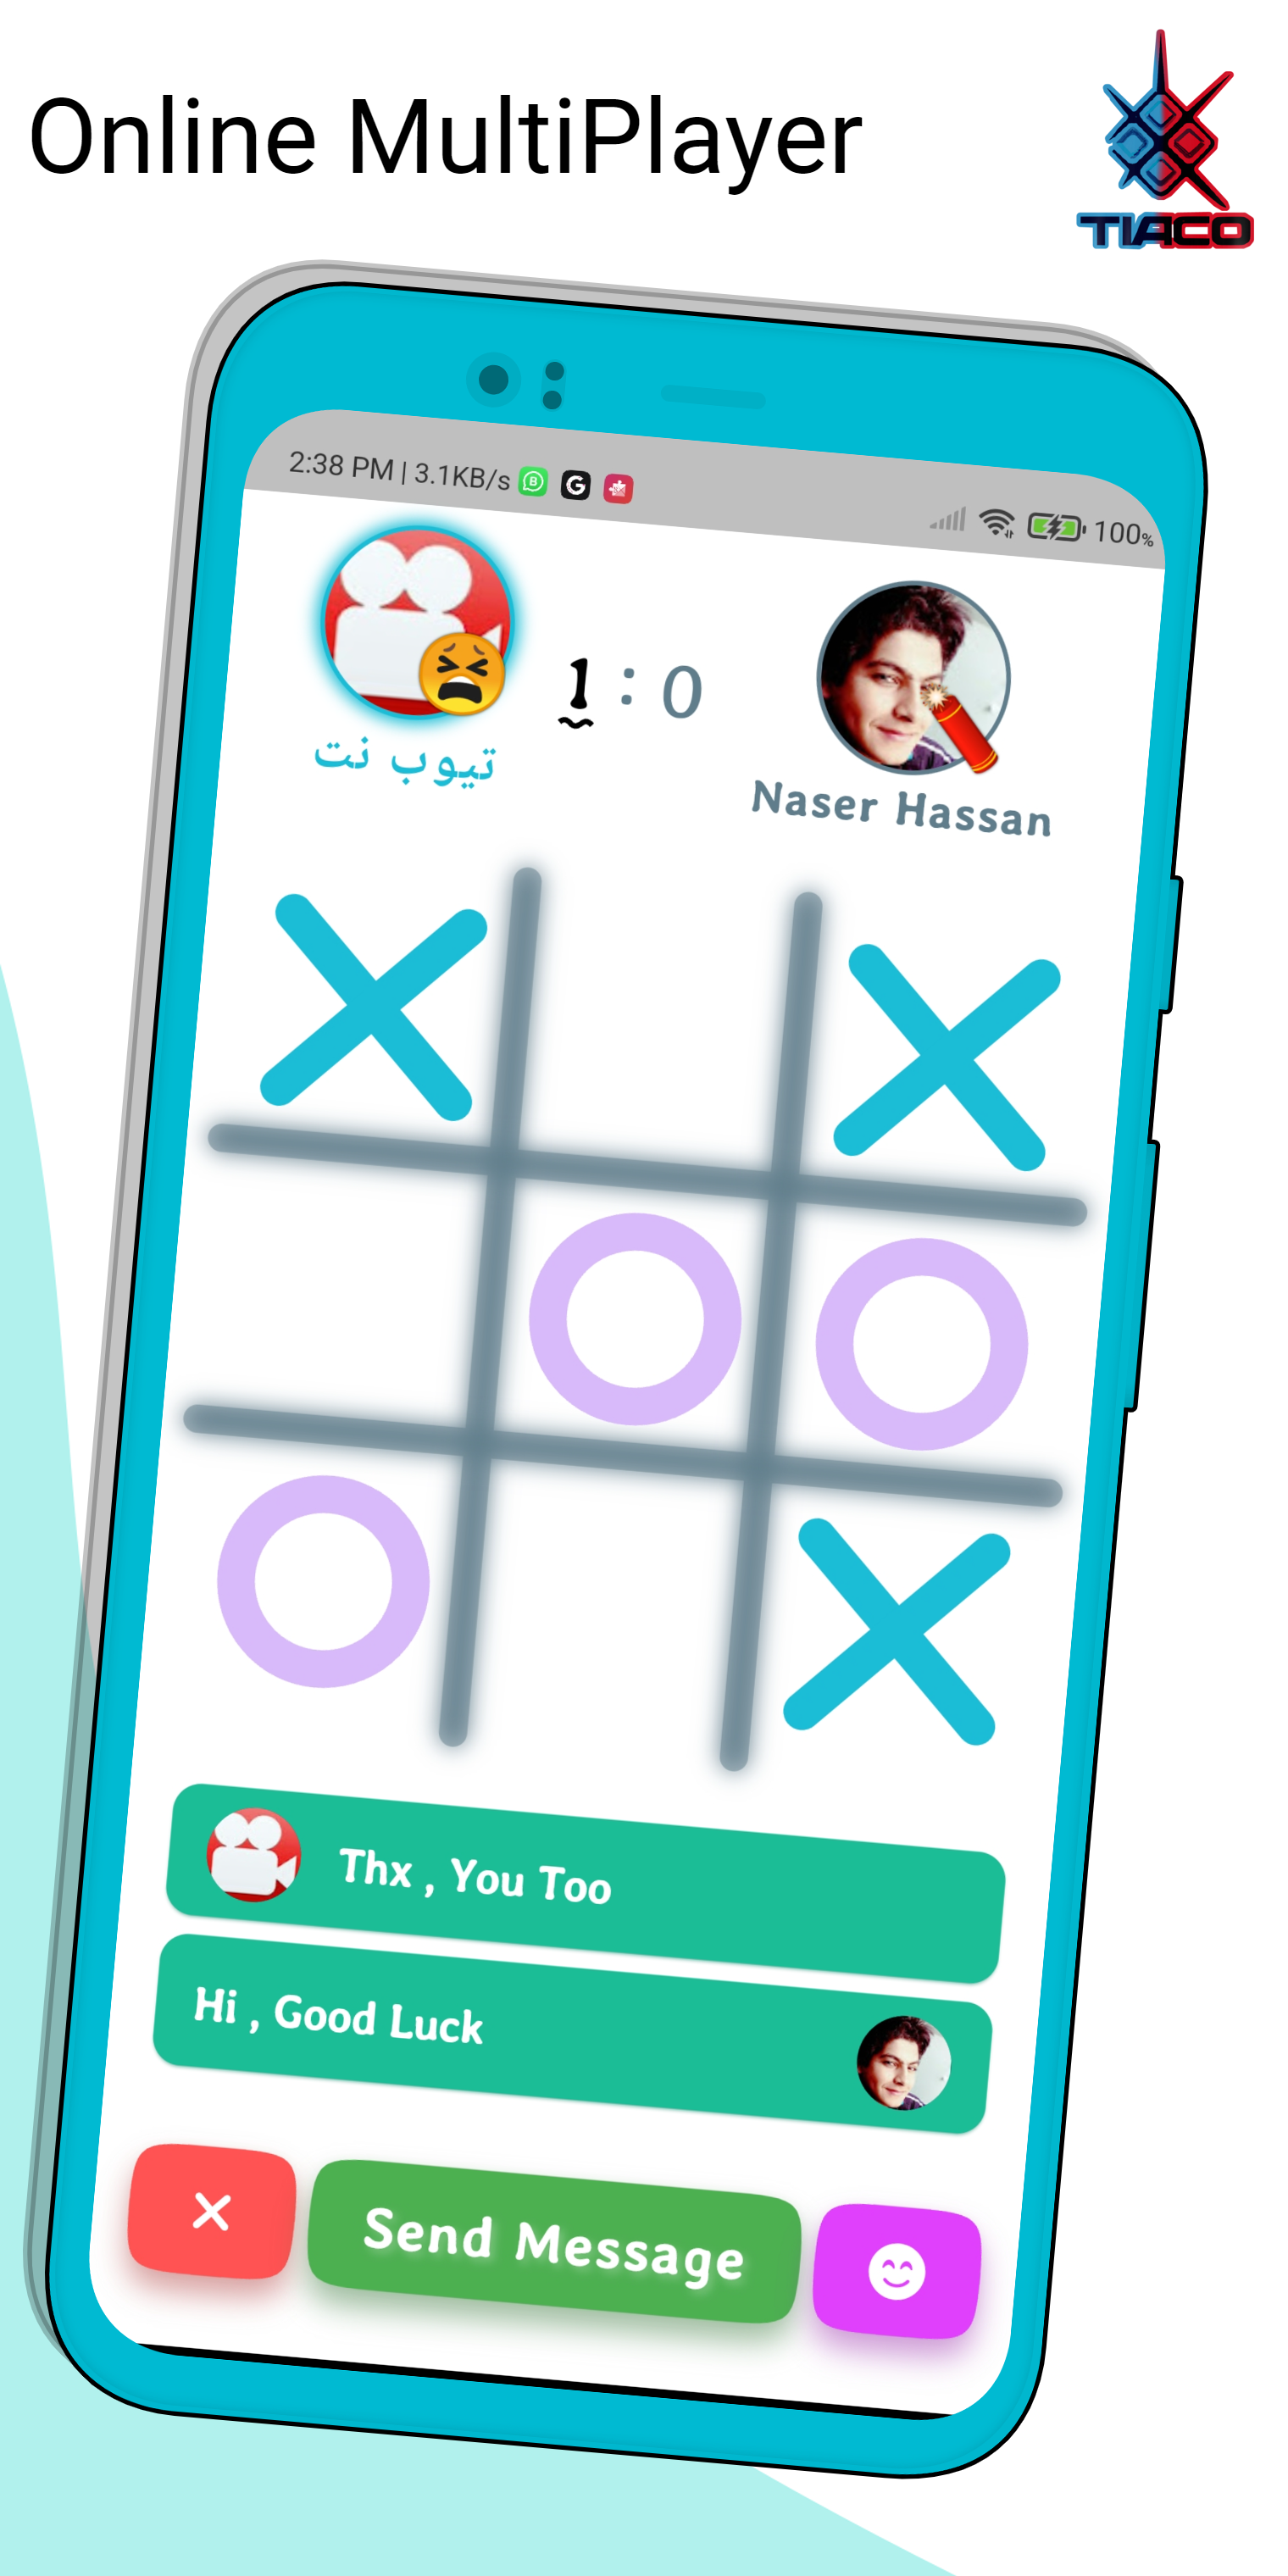 Online MultiPlayer
TIACO
2:38 PM | 3.1KB/s
100%
1 : 0
تيوب نت
Naser Hassan
Thx , You Too
Hi , Good Luck
Send Message